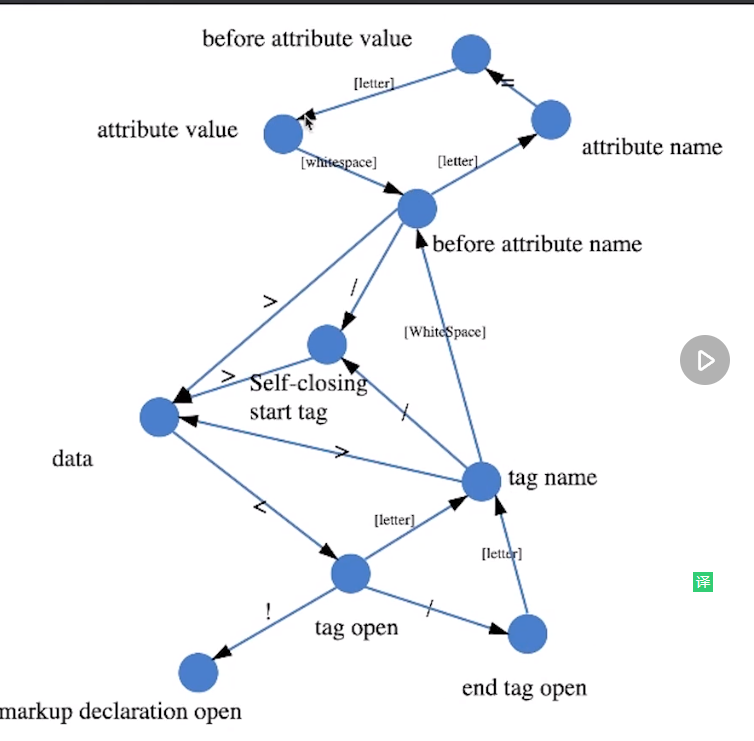 before attribute value
=
[letter]
attribute value
attribute name
[whitespace]
[letter]
before attribute name
>
/
[WhiteSpace]
>
Self-closing
start tag
/
data
>
tag name
<
[letter]
[letter]
!
/
tag open
end tag open
markup declaration open
译